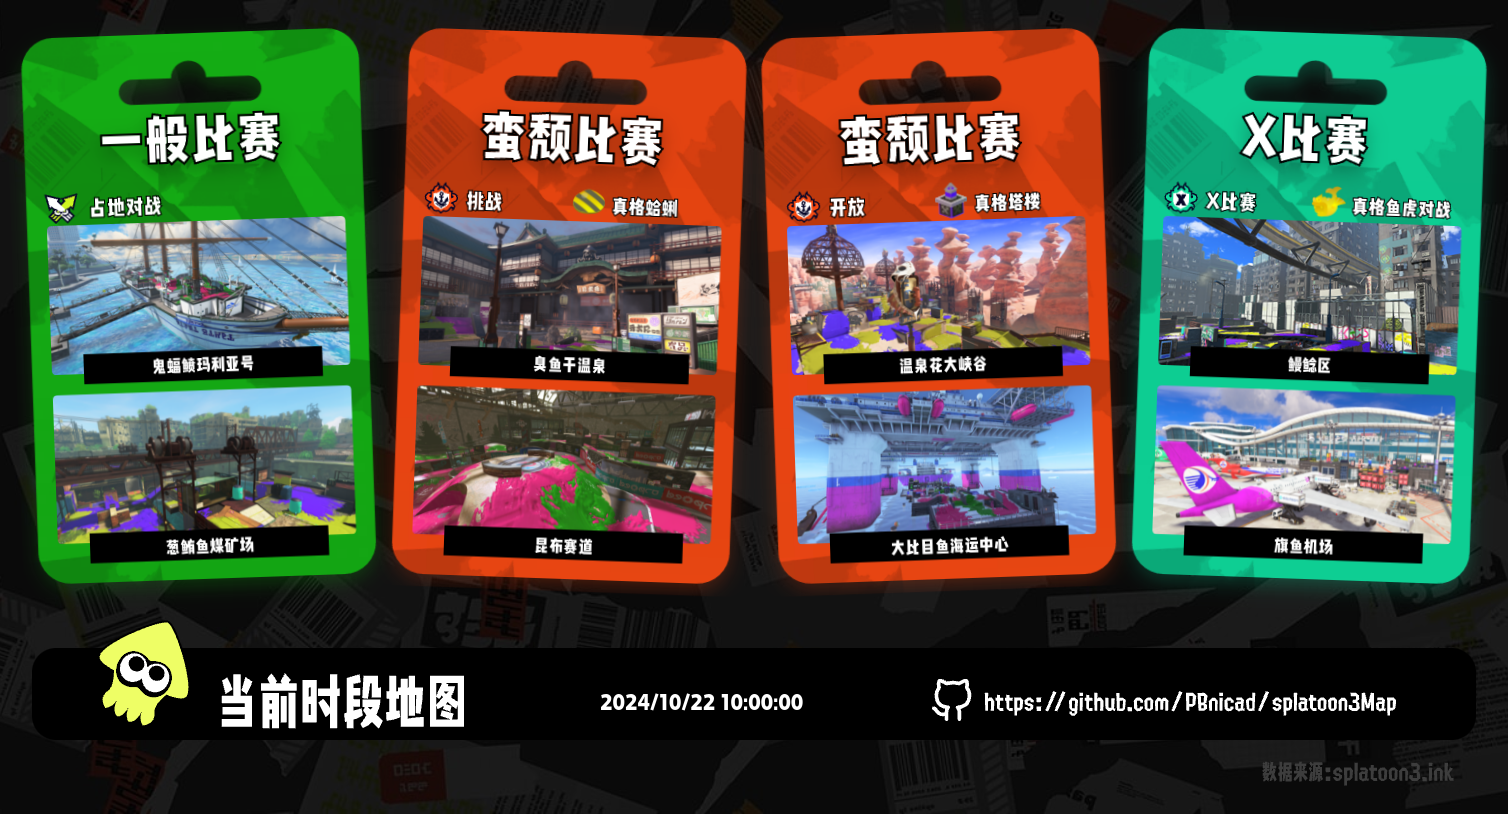 一般比赛
占地对战
鬼蝠鲼玛利亚号
葱鲔鱼煤矿场
蛮颓比赛
挑战
真格蛤蜊
臭鱼干温泉
昆布赛道
蛮颓比赛
开放
真格塔楼
温泉花大峡谷
大比目鱼海运中心
X比赛
X比赛
真格鱼虎对战
鳗鲶区
旗鱼机场
当前时段地图
2024/10/22 10:00:00
https://github.com/PBnicad/splatoon3Map
数据来源:splatoon3.ink